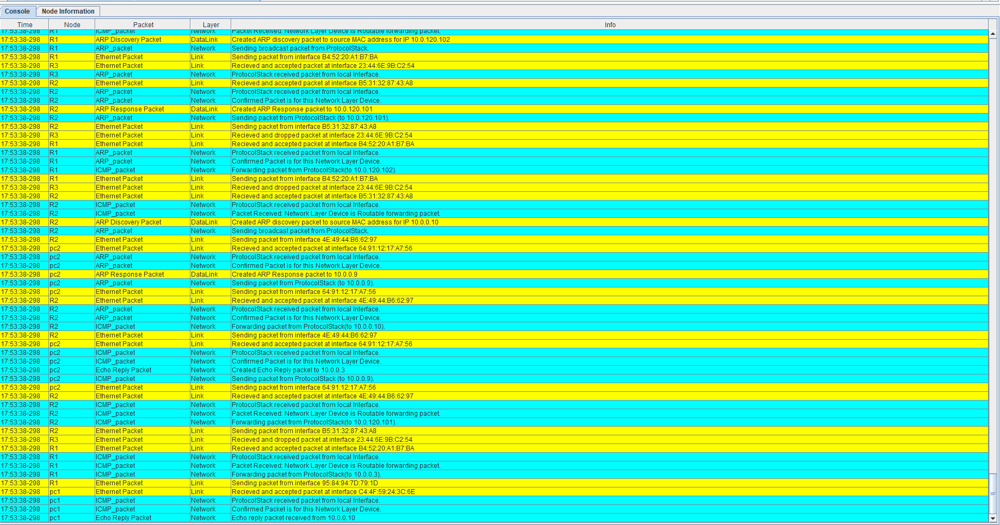 Console Node Information
Time Node Packet Layer Info
17:53:38-298 R1 ICMP_packet Network Packet Received: Network Layer Device is Routable forwarding packet.
17:53:38-298 R1 ARP Discovery Packet DataLink Created ARP discovery packet to source MAC address for IP 10.0.120.102
17:53:38-298 R1 ARP_packet Network Sending broadcast packet from ProtocolStack.
17:53:38-298 R1 Ethernet Packet Link Sending packet from interface B4:52:20:A1:B7:BA
17:53:38-298 R3 Ethernet Packet Link Recieved and accepted packet at interface 23:44:6E:9B:C2:54
17:53:38-298 R3 ARP_packet Network ProtocolStack received packet from local Interface.
17:53:38-298 R2 Ethernet Packet Link Recieved and accepted packet at interface B5:31:32:87:43:A8
17:53:38-298 R2 ARP_packet Network ProtocolStack received packet from local Interface.
17:53:38-298 R2 ARP_packet Network Confirmed Packet is for this Network Layer Device.
17:53:38-298 R2 ARP Response Packet DataLink Created ARP Response packet to 10.0.120.101
17:53:38-298 R2 ARP_packet Network Sending packet from ProtocolStack (to 10.0.120.101).
17:53:38-298 R2 Ethernet Packet Link Sending packet from interface B5:31:32:87:43:A8
17:53:38-298 R3 Ethernet Packet Link Recieved and dropped packet at interface 23:44:6E:9B:C2:54
17:53:38-298 R1 Ethernet Packet Link Recieved and accepted packet at interface B4:52:20:A1:B7:BA
17:53:38-298 R1 ARP_packet Network ProtocolStack received packet from local Interface.
17:53:38-298 R1 ARP_packet Network Confirmed Packet is for this Network Layer Device.
17:53:38-298 R1 ICMP_packet Network Forwarding packet from ProtocolStack(to 10.0.120.102).
17:53:38-298 R1 Ethernet Packet Link Sending packet from interface B4:52:20:A1:B7:BA
17:53:38-298 R3 Ethernet Packet Link Recieved and dropped packet at interface 23:44:6E:9B:C2:54
17:53:38-298 R2 Ethernet Packet Link Recieved and accepted packet at interface B5:31:32:87:43:A8
17:53:38-298 R2 ICMP_packet Network ProtocolStack received packet from local Interface.
17:53:38-298 R2 ICMP_packet Network Packet Received: Network Layer Device is Routable forwarding packet.
17:53:38-298 R2 ARP Discovery Packet DataLink Created ARP discovery packet to source MAC address for IP 10.0.0.10
17:53:38-298 R2 ARP_packet Network Sending broadcast packet from ProtocolStack.
17:53:38-298 R2 Ethernet Packet Link Sending packet from interface 4E:49:44:B6:62:97
17:53:38-298 pc2 Ethernet Packet Link Recieved and accepted packet at interface 64:91:12:17:A7:56
17:53:38-298 pc2 ARP_packet Network ProtocolStack received packet from local Interface.
17:53:38-298 pc2 ARP_packet Network Confirmed Packet is for this Network Layer Device.
17:53:38-298 pc2 ARP Response Packet DataLink Created ARP Response packet to 10.0.0.9
17:53:38-298 pc2 ARP_packet Network Sending packet from ProtocolStack (to 10.0.0.9).
17:53:38-298 pc2 Ethernet Packet Link Sending packet from interface 64:91:12:17:A7:56
17:53:38-298 R2 Ethernet Packet Link Recieved and accepted packet at interface 4E:49:44:B6:62:97
17:53:38-298 R2 ARP_packet Network ProtocolStack received packet from local Interface.
17:53:38-298 R2 ARP_packet Network Confirmed Packet is for this Network Layer Device.
17:53:38-298 R2 ICMP_packet Network Forwarding packet from ProtocolStack(to 10.0.0.10).
17:53:38-298 R2 Ethernet Packet Link Sending packet from interface 4E:49:44:B6:62:97
17:53:38-298 pc2 Ethernet Packet Link Recieved and accepted packet at interface 64:91:12:17:A7:56
17:53:38-298 pc2 ICMP_packet Network ProtocolStack received packet from local Interface.
17:53:38-298 pc2 ICMP_packet Network Confirmed Packet is for this Network Layer Device.
17:53:38-298 pc2 Echo Reply Packet Network Created Echo Reply packet to 10.0.0.3
17:53:38-298 pc2 ICMP_packet Network Sending packet from ProtocolStack (to 10.0.0.9).
17:53:38-298 pc2 Ethernet Packet Link Sending packet from interface 64:91:12:17:A7:56
17:53:38-298 R2 Ethernet Packet Link Recieved and accepted packet at interface 4E:49:44:B6:62:97
17:53:38-298 R2 ICMP_packet Network ProtocolStack received packet from local Interface.
17:53:38-298 R2 ICMP_packet Network Packet Received: Network Layer Device is Routable forwarding packet.
17:53:38-298 R2 ICMP_packet Network Forwarding packet from ProtocolStack(to 10.0.120.101).
17:53:38-298 R2 Ethernet Packet Link Sending packet from interface B5:31:32:87:43:A8
17:53:38-298 R3 Ethernet Packet Link Recieved and dropped packet at interface 23:44:6E:9B:C2:54
17:53:38-298 R1 Ethernet Packet Link Recieved and accepted packet at interface B4:52:20:A1:B7:BA
17:53:38-298 R1 ICMP_packet Network ProtocolStack received packet from local Interface.
17:53:38-298 R1 ICMP_packet Network Packet Received: Network Layer Device is Routable forwarding packet.
17:53:38-298 R1 ICMP_packet Network Forwarding packet from ProtocolStack(to 10.0.0.3).
17:53:38-298 R1 Ethernet Packet Link Sending packet from interface 95:84:94:7D:79:1D
17:53:38-298 pc1 Ethernet Packet Link Recieved and accepted packet at interface C4:4F:59:24:3C:6E
17:53:38-298 pc1 ICMP_packet Network ProtocolStack received packet from local Interface.
17:53:38-298 pc1 ICMP_packet Network Confirmed Packet is for this Network Layer Device.
17:53:38-298 pc1 Echo Reply Packet Network Echo reply packet received from 10.0.0.10